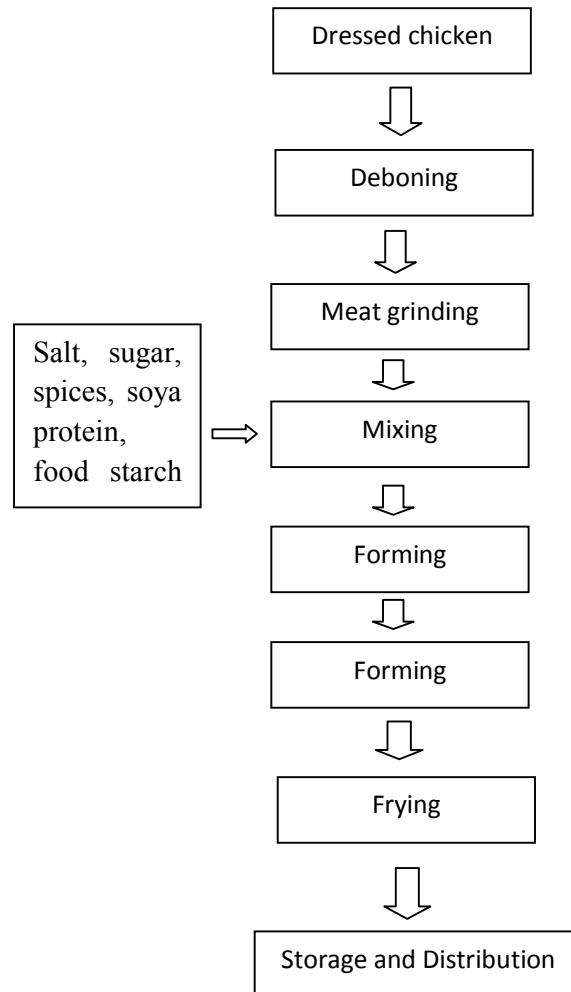 Dressed chicken
Deboning
Meat grinding
Salt, sugar,
spices, soya
protein,
food starch
Mixing
Forming
Forming
Frying
Storage and Distribution